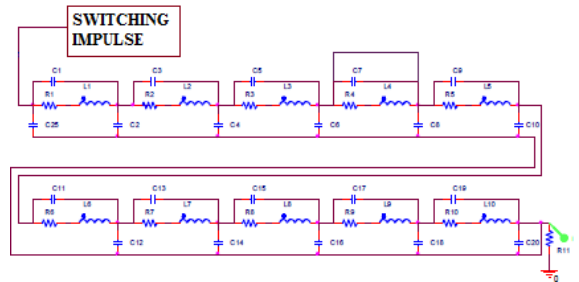 SWITCHING
IMPULSE
C1 C3 C5 C7 C9
R1 L1 R2 L2 R3 L3 R4 L4 R5 L5
C25 C2 C4 C6 C8 C10
C11 C13 C15 C17 C19
R6 L6 R7 L7 R8 L8 R9 L9 R10 L10
C12 C14 C16 C18 C20
R11
0